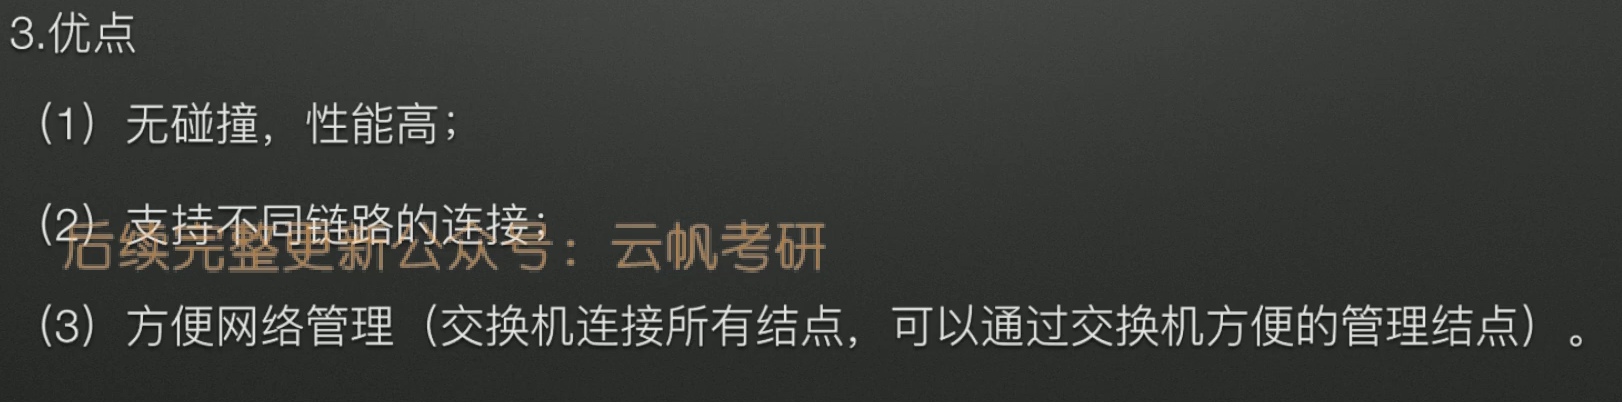 3.优点
（1）无碰撞，性能高；
（2）支持不同链路的连接；
后续完整更新公众号：云帆考研
（3）方便网络管理（交换机连接所有结点，可以通过交换机方便的管理结点）。